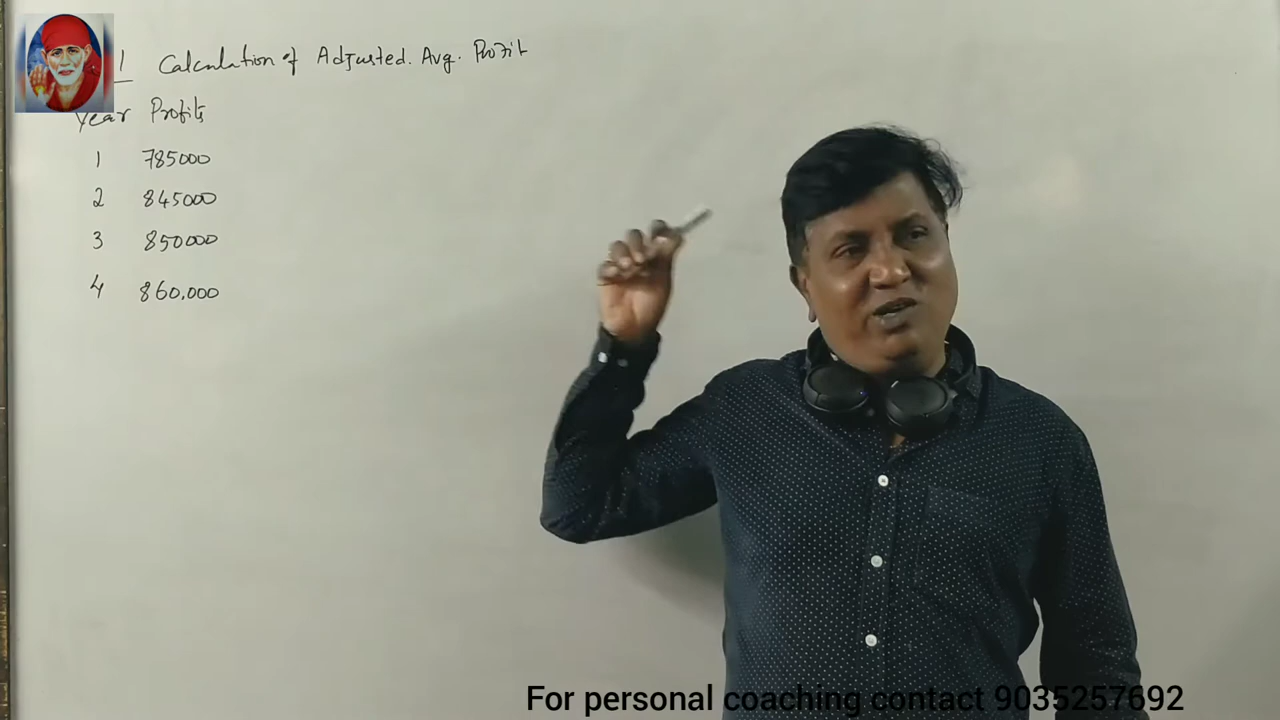 1 Calculation of Adjusted. Avg. Profit
Year Profits
1 785000
2 845000
3 850000
4 860,000
For personal coaching contact 9035257692